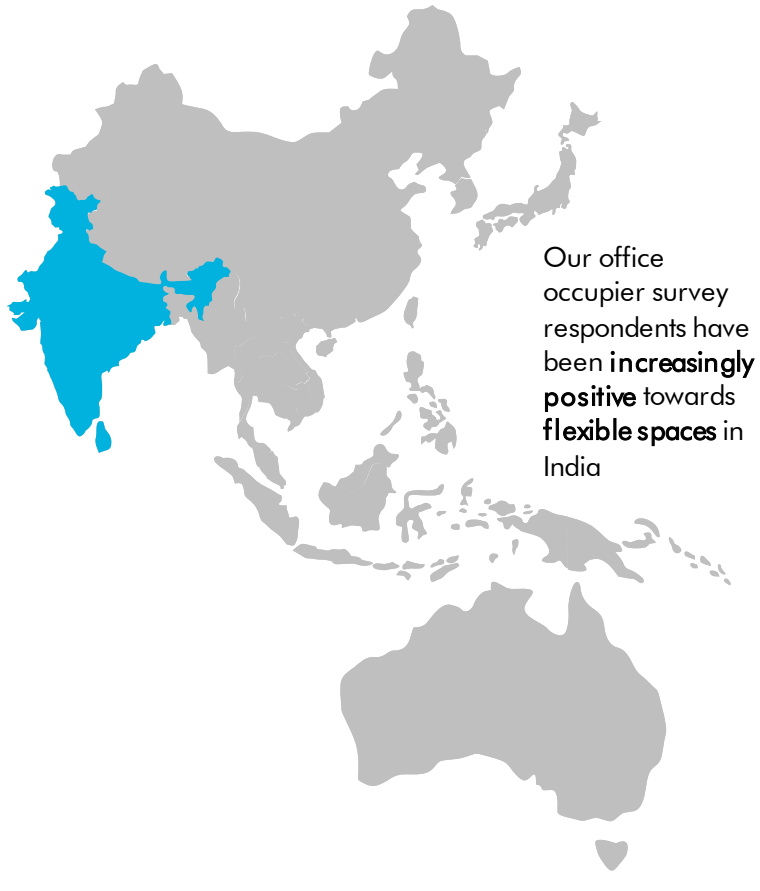 Our office
occupier survey
respondents have
been increasingly
positive towards
flexible spaces in
India